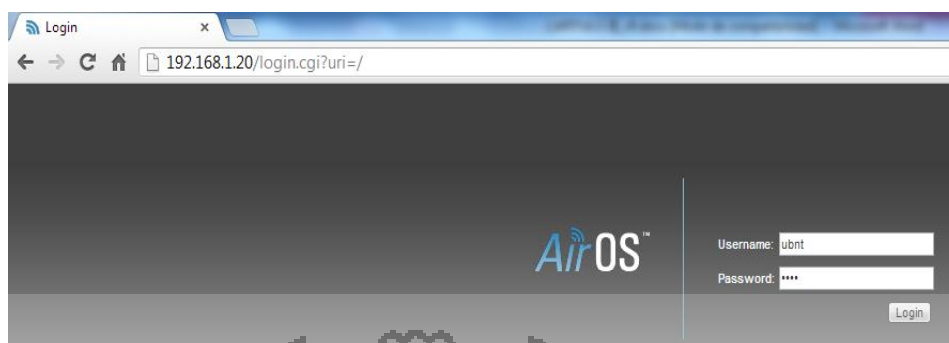 Login
192.168.1.20/login.cgi?uri=/
AirOS™
Username: ubnt
Password: ••••
Login